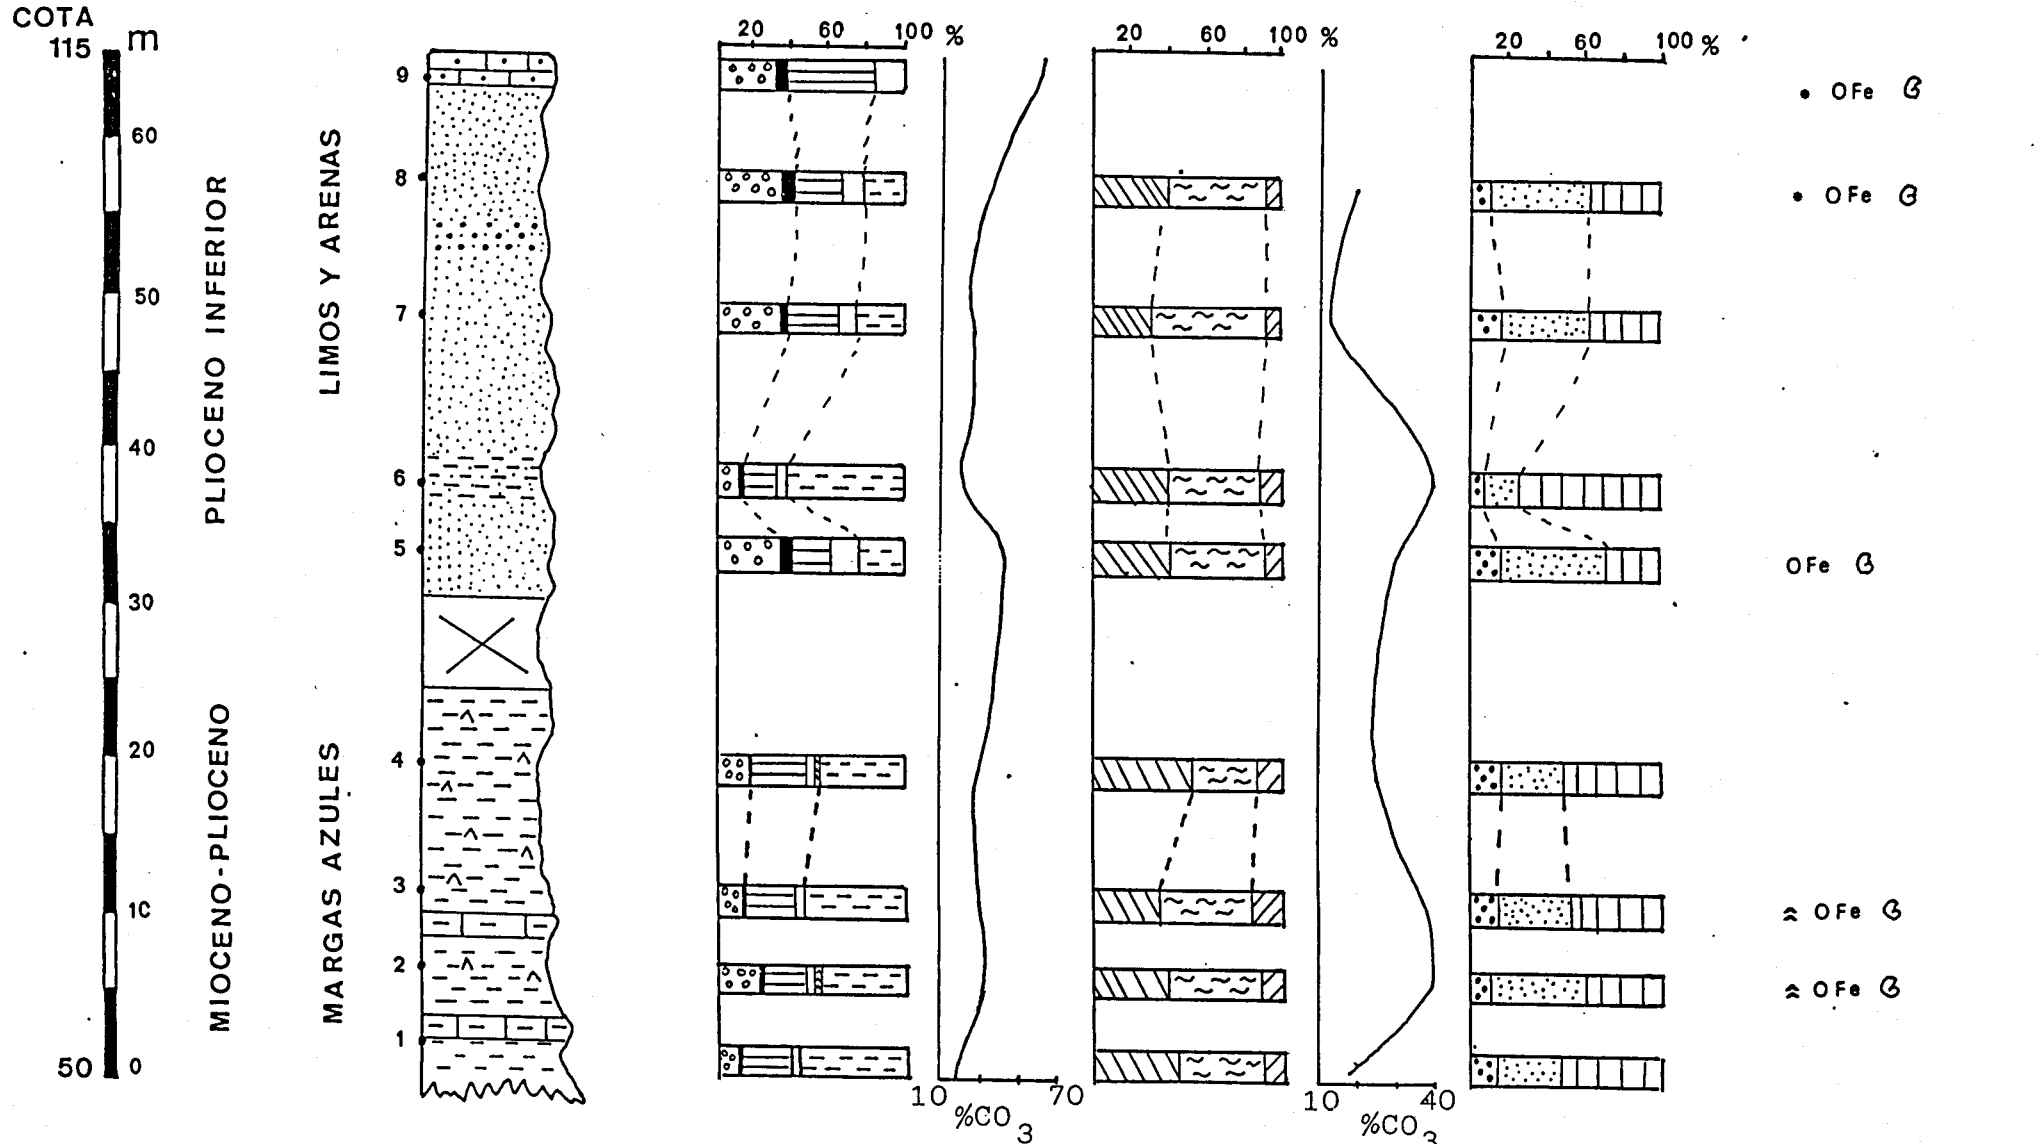 COTA
115 m
20 60 100 %
20 60 100 %
20 60 100 %
9
OFe
60
8
OFe
50
7
PLIOCENO INFERIOR
LIMOS Y ARENAS
40
6
5
OFe
30
20
4
MIOCENO-PLIOCENO
MARGAS AZULES
3
10
OFe
2
OFe
1
50 0
10 70
%CO3
10 40
%CO3